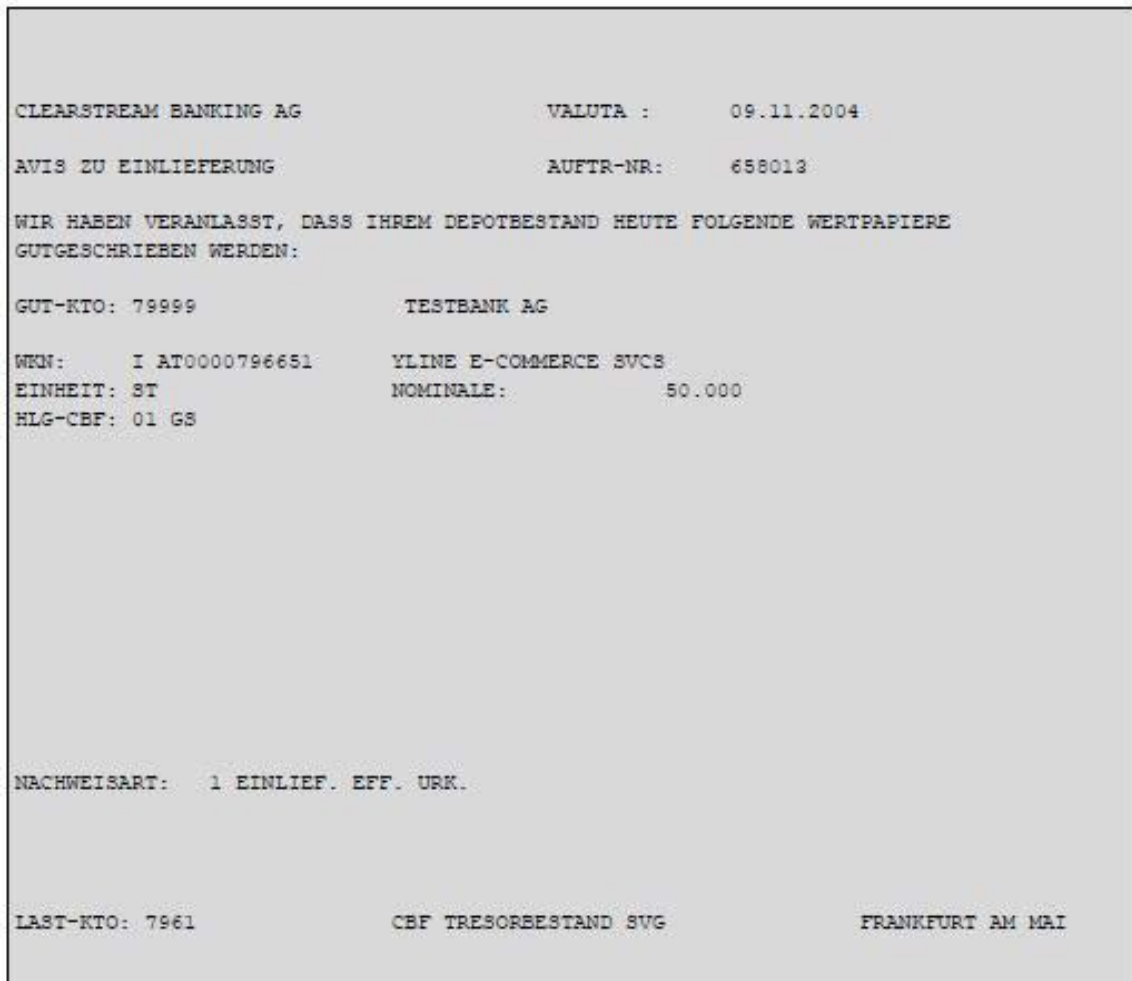 CLEARSTREAM BANKING AG VALUTA : 09.11.2004
AVIS ZU EINLIEFERUNG AUFTR-NR: 658013
WIR HABEN VERANLASST, DASS IHREM DEPOTBESTAND HEUTE FOLGENDE WERTPAPIERE
GUTGESCHRIEBEN WERDEN:
GUT-KTO: 79999 TESTBANK AG
WKN: I AT0000796651 YLINE E-COMMERCE SVCS
EINHEIT: ST NOMINALE: 50.000
HLG-CBF: 01 GS
NACHWEISART: 1 EINLIEF. EFF. URK.
LAST-KTO: 7961 CBF TRESORBESTAND SVG FRANKFURT AM MAI